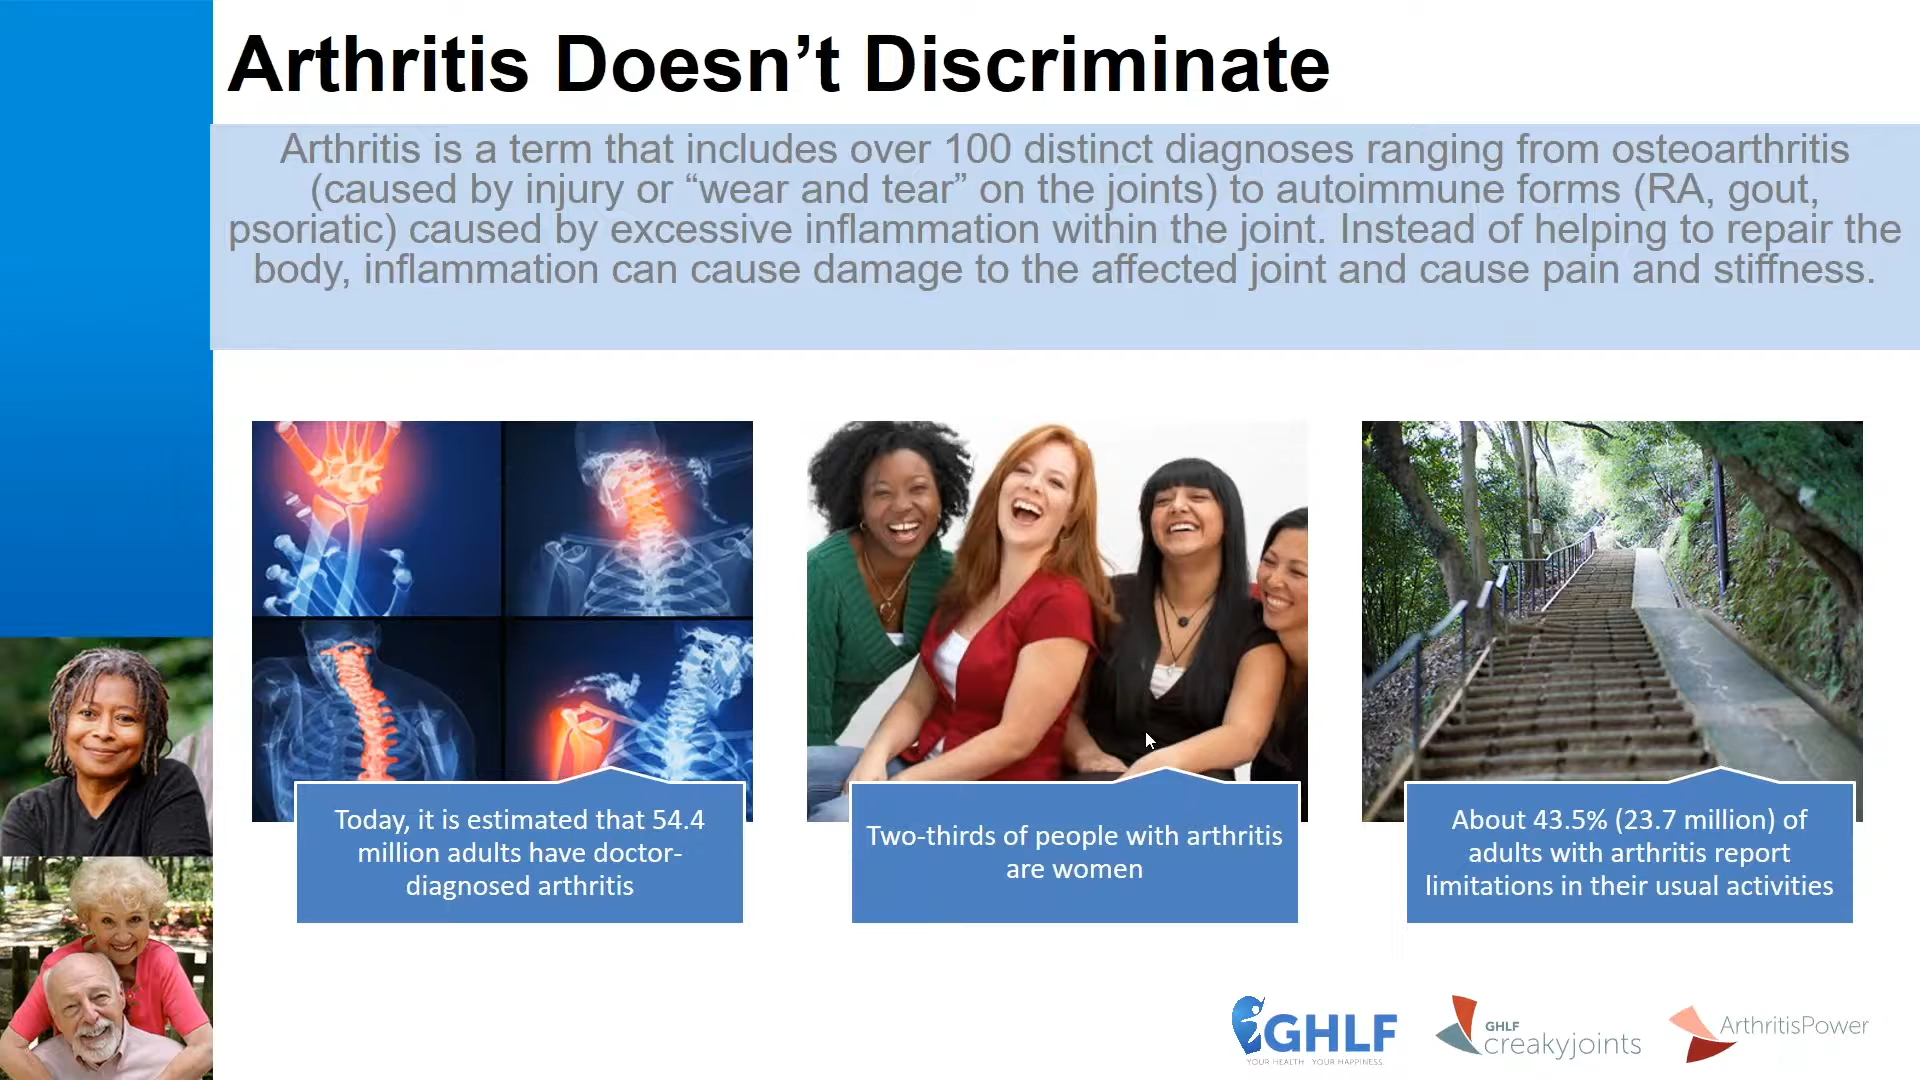 Arthritis Doesn’t Discriminate
Arthritis is a term that includes over 100 distinct diagnoses ranging from osteoarthritis
(caused by injury or “wear and tear” on the joints) to autoimmune forms (RA, gout,
psoriatic) caused by excessive inflammation within the joint. Instead of helping to repair the
body, inflammation can cause damage to the affected joint and cause pain and stiffness.
Today, it is estimated that 54.4
million adults have doctor-
diagnosed arthritis
Two-thirds of people with arthritis
are women
About 43.5% (23.7 million) of
adults with arthritis report
limitations in their usual activities
GHLF
YOUR HEALTH YOUR HAPPINESS.
GHLF
creakyjoints
ArthritisPower